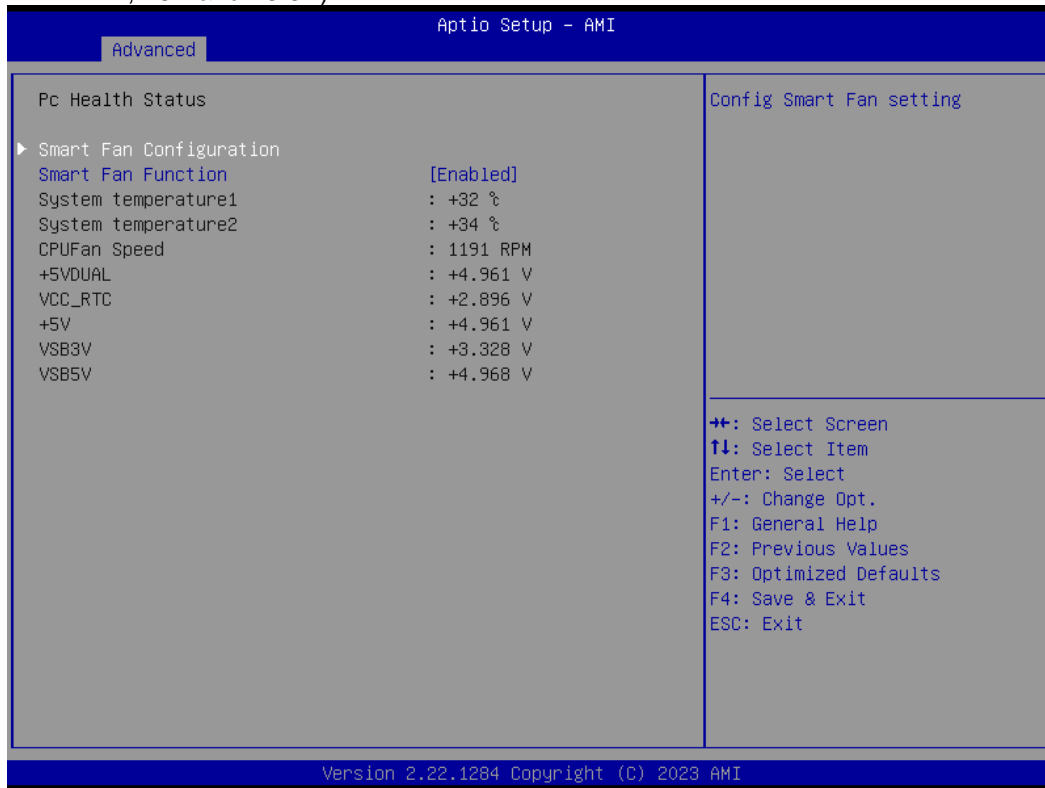 Aptio Setup – AMI
Advanced
Pc Health Status
Config Smart Fan setting
Smart Fan Configuration
Smart Fan Function [Enabled]
System temperature1 : +32 ℃
System temperature2 : +34 ℃
CPUFan Speed : 1191 RPM
+5VDUAL : +4.961 V
VCC_RTC : +2.896 V
+5V : +4.961 V
VSB3V : +3.328 V
VSB5V : +4.968 V
→←: Select Screen
↑↓: Select Item
Enter: Select
+/-: Change Opt.
F1: General Help
F2: Previous Values
F3: Optimized Defaults
F4: Save & Exit
ESC: Exit
Version 2.22.1284 Copyright (C) 2023 AMI